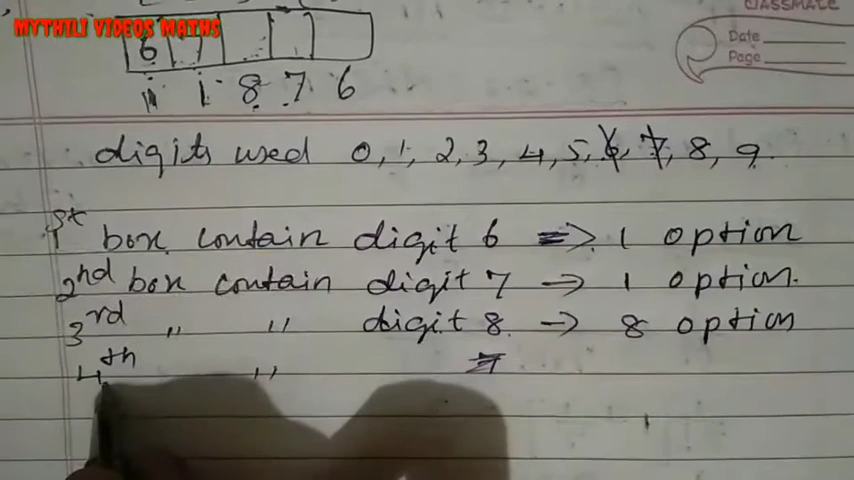 CLASSMATE
MYTHILI VIDEOS MATHS
Date
Page
6 7
1 1 8 7 6
digits used 0, 1, 2, 3, 4, 5, 6, 7, 8, 9.
1st box contain digit 6 => 1 option
2nd box contain digit 7 → 1 option.
3rd " " digit 8 → 8 option
4th "